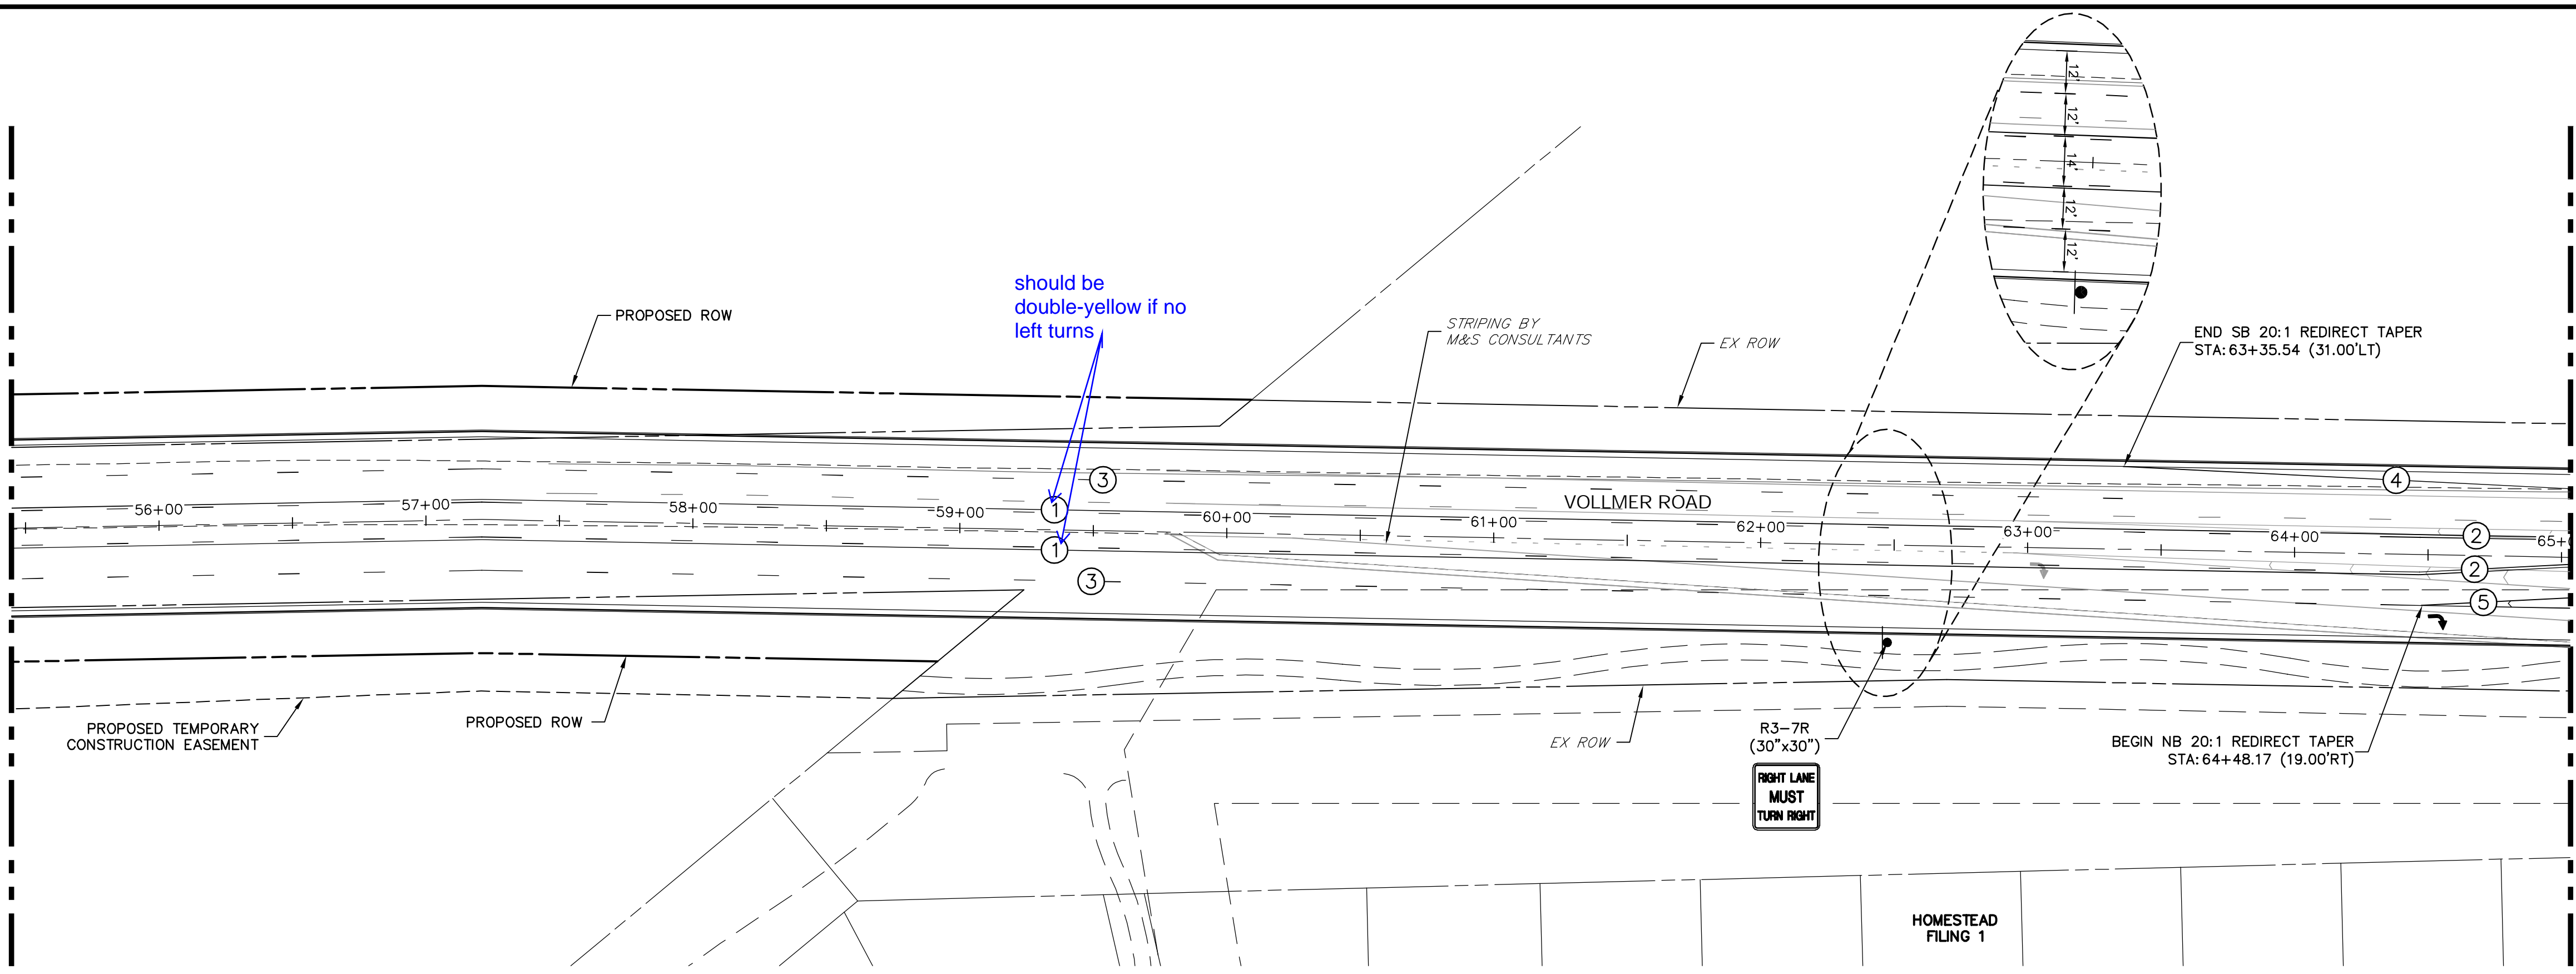 12'
12'
14'
12'
12'
should be
double-yellow if no
left turns
PROPOSED ROW
STRIPING BY
M&S CONSULTANTS
EX ROW
END SB 20:1 REDIRECT TAPER
STA: 63+35.54 (31.00'LT)
3
4
VOLLMER ROAD
56+00
57+00
58+00
59+00
1
60+00
61+00
62+00
63+00
64+00
2
65+
1
2
3
5
PROPOSED TEMPORARY
CONSTRUCTION EASEMENT
PROPOSED ROW
EX ROW
R3-7R
(30"x30")
BEGIN NB 20:1 REDIRECT TAPER
STA: 64+48.17 (19.00'RT)
RIGHT LANE
MUST
TURN RIGHT
HOMESTEAD
FILING 1